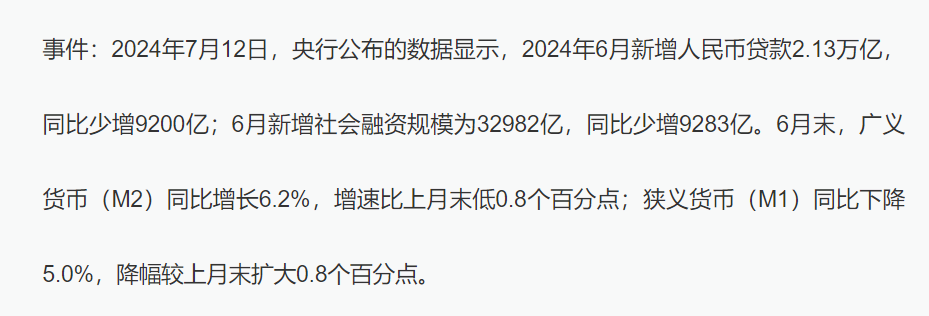 事件：2024年7月12日，央行公布的数据显示，2024年6月新增人民币贷款2.13万亿，
同比少增9200亿；6月新增社会融资规模为32982亿，同比少增9283亿。6月末，广义
货币（M2）同比增长6.2%，增速比上月末低0.8个百分点；狭义货币（M1）同比下降
5.0%，降幅较上月末扩大0.8个百分点。